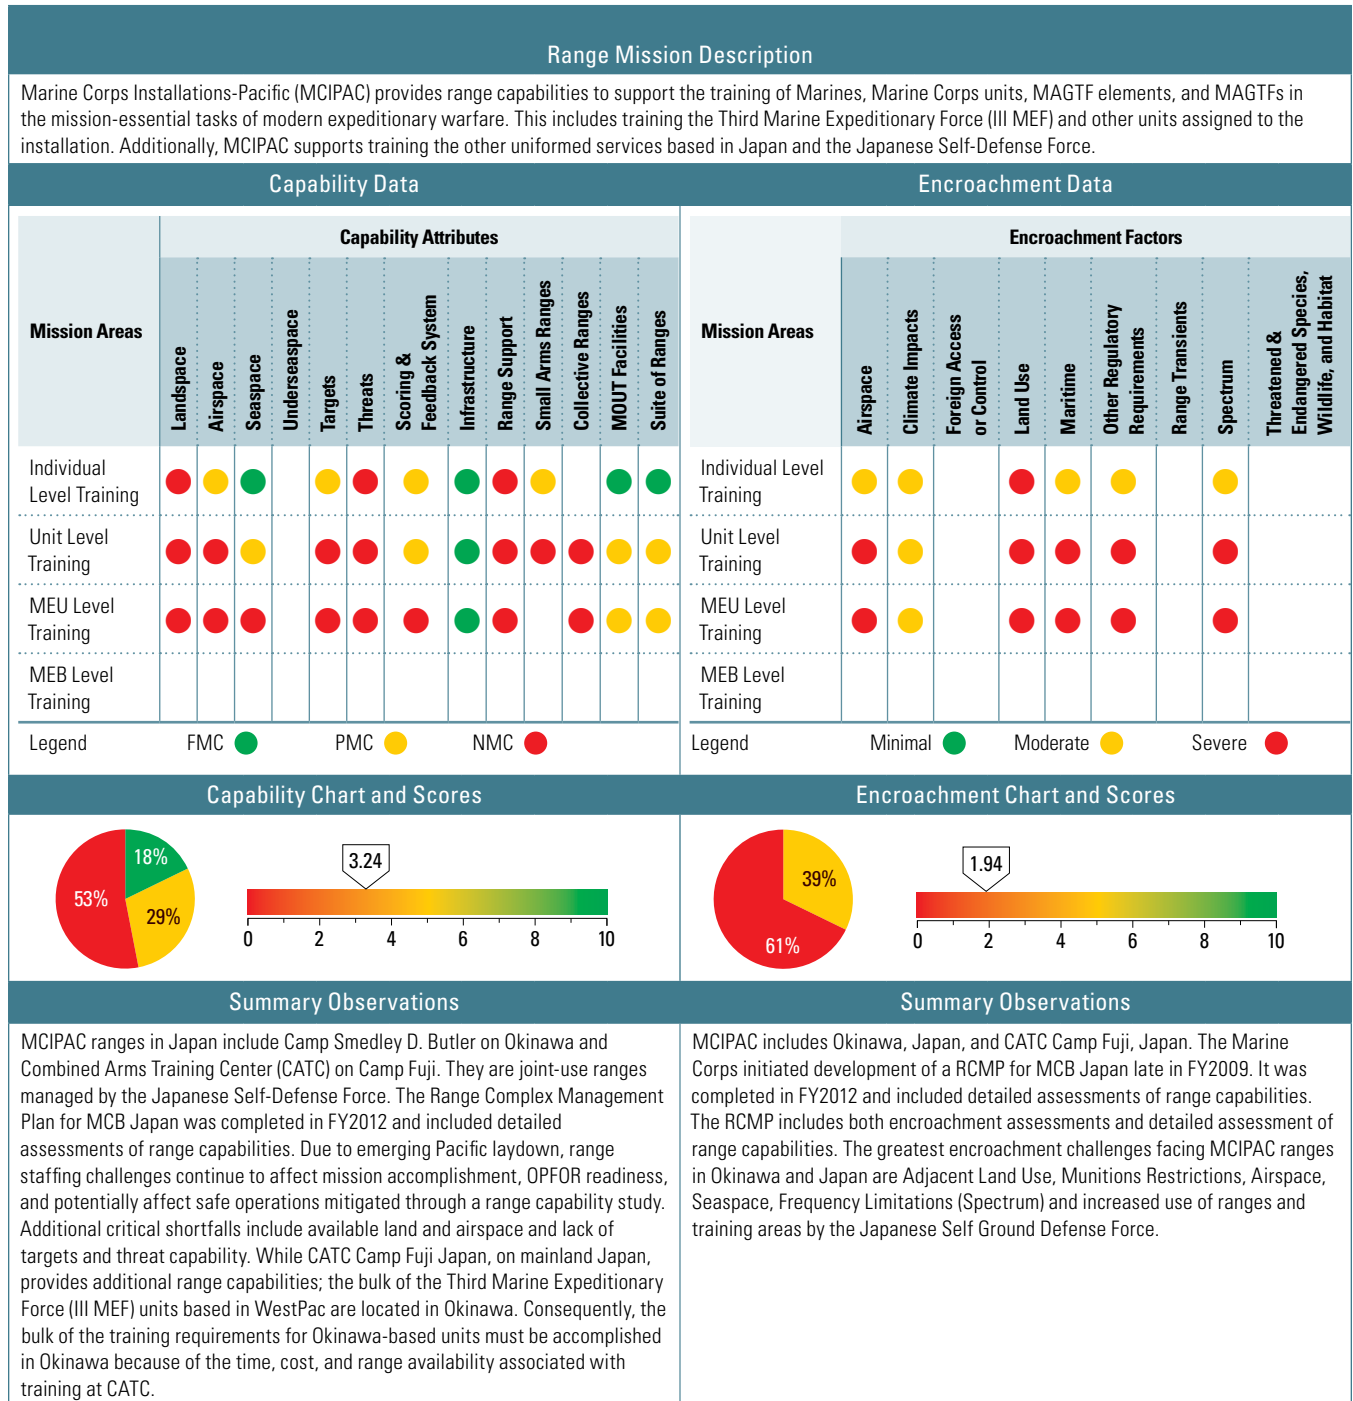 Range Mission Description
Marine Corps Installations-Pacific (MCIPAC) provides range capabilities to support the training of Marines, Marine Corps units, MAGTF elements, and MAGTFs in
the mission-essential tasks of modern expeditionary warfare. This includes training the Third Marine Expeditionary Force (III MEF) and other units assigned to the
installation. Additionally, MCIPAC supports training the other uniformed services based in Japan and the Japanese Self-Defense Force.
Capability Data
Capability Attributes
Mission Areas
Landspace
Airspace
Seaspace
Underseaspace
Targets
Threats
Scoring &
Feedback System
Infrastructure
Range Support
Small Arms Ranges
Collective Ranges
MOUT Facilities
Suite of Ranges
Individual
Level Training
Unit Level
Training
MEU Level
Training
MEB Level
Training
Legend FMC PMC NMC
Encroachment Data
Encroachment Factors
Mission Areas
Airspace
Climate Impacts
Foreign Access
or Control
Land Use
Maritime
Other Regulatory
Requirements
Range Transients
Spectrum
Threatened &
Endangered Species,
Wildlife, and Habitat
Individual Level
Training
Unit Level
Training
MEU Level
Training
MEB Level
Training
Legend Minimal Moderate Severe
Capability Chart and Scores
18%
53%
29%
3.24
0 2 4 6 8 10
Encroachment Chart and Scores
39%
61%
1.94
0 2 4 6 8 10
Summary Observations
MCIPAC ranges in Japan include Camp Smedley D. Butler on Okinawa and
Combined Arms Training Center (CATC) on Camp Fuji. They are joint-use ranges
managed by the Japanese Self-Defense Force. The Range Complex Management
Plan for MCB Japan was completed in FY2012 and included detailed
assessments of range capabilities. Due to emerging Pacific laydown, range
staffing challenges continue to affect mission accomplishment, OPFOR readiness,
and potentially affect safe operations mitigated through a range capability study.
Additional critical shortfalls include available land and airspace and lack of
targets and threat capability. While CATC Camp Fuji Japan, on mainland Japan,
provides additional range capabilities; the bulk of the Third Marine Expeditionary
Force (III MEF) units based in WestPac are located in Okinawa. Consequently, the
bulk of the training requirements for Okinawa-based units must be accomplished
in Okinawa because of the time, cost, and range availability associated with
training at CATC.
Summary Observations
MCIPAC includes Okinawa, Japan, and CATC Camp Fuji, Japan. The Marine
Corps initiated development of a RCMP for MCB Japan late in FY2009. It was
completed in FY2012 and included detailed assessments of range capabilities.
The RCMP includes both encroachment assessments and detailed assessment of
range capabilities. The greatest encroachment challenges facing MCIPAC ranges
in Okinawa and Japan are Adjacent Land Use, Munitions Restrictions, Airspace,
Seaspace, Frequency Limitations (Spectrum) and increased use of ranges and
training areas by the Japanese Self Ground Defense Force.